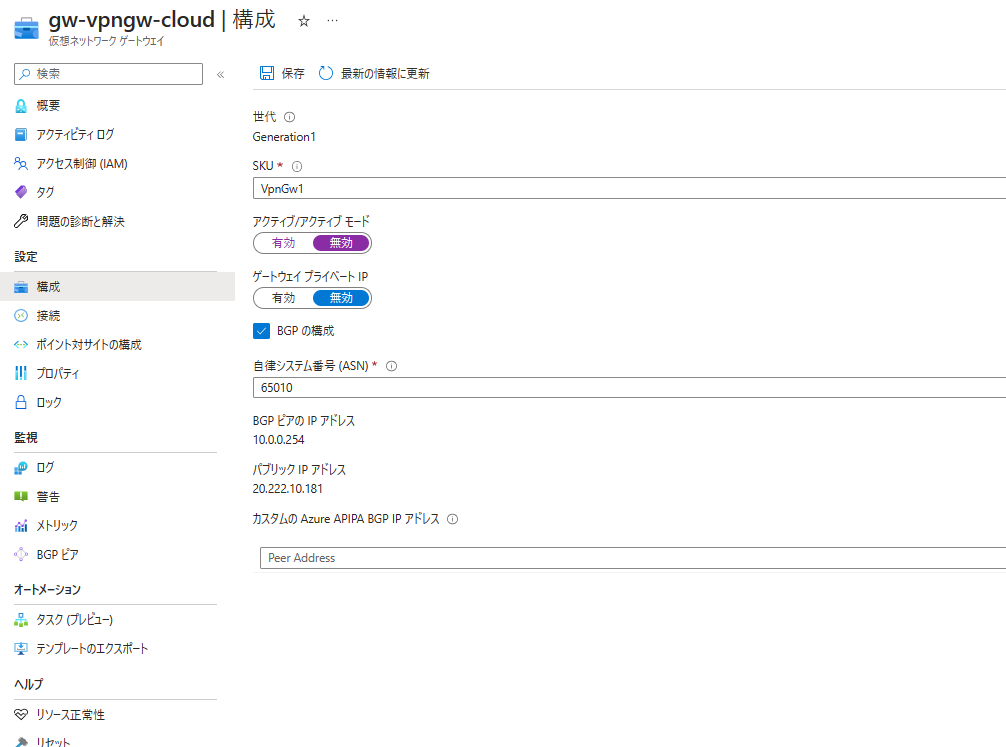 gw-vpngw-cloud | 構成 ☆ …
仮想ネットワーク ゲートウェイ
検索
«
概要
アクティビティ ログ
アクセス制御 (IAM)
タグ
問題の診断と解決
設定
構成
接続
ポイント対サイトの構成
プロパティ
ロック
監視
ログ
警告
メトリック
BGP ピア
オートメーション
タスク (プレビュー)
テンプレートのエクスポート
ヘルプ
リソース正常性
リセット
保存 最新の情報に更新
世代
Generation1
SKU *
VpnGw1
アクティブ/アクティブ モード
有効 無効
ゲートウェイ プライベート IP
有効 無効
BGP の構成
自律システム番号 (ASN) *
65010
BGP ピアの IP アドレス
10.0.0.254
パブリック IP アドレス
20.222.10.181
カスタムの Azure APIPA BGP IP アドレス
Peer Address